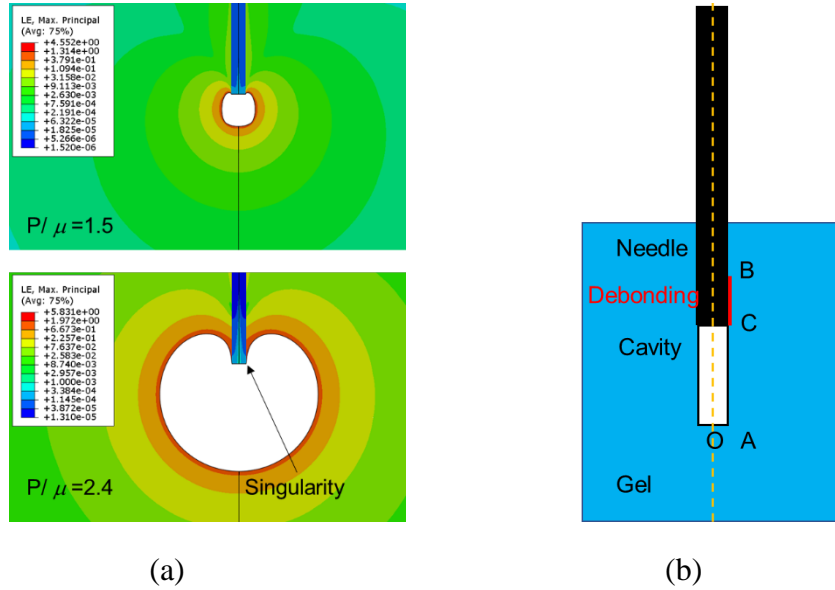 LE, Max. Principal
(Avg: 75%)
+4.552e+00
+1.314e+00
+3.791e-01
+1.094e-01
+3.158e-02
+9.113e-03
+2.630e-03
+7.591e-04
+2.191e-04
+6.322e-05
+1.825e-05
+5.266e-06
+1.520e-06
P/ μ =1.5
LE, Max. Principal
(Avg: 75%)
+5.831e+00
+1.972e+00
+6.673e-01
+2.257e-01
+7.637e-02
+2.583e-02
+8.740e-03
+2.957e-03
+1.000e-03
+3.384e-04
+1.145e-04
+3.872e-05
+1.310e-05
P/ μ =2.4
Singularity
(a)
Needle
B
Debonding
C
Cavity
O A
Gel
(b)